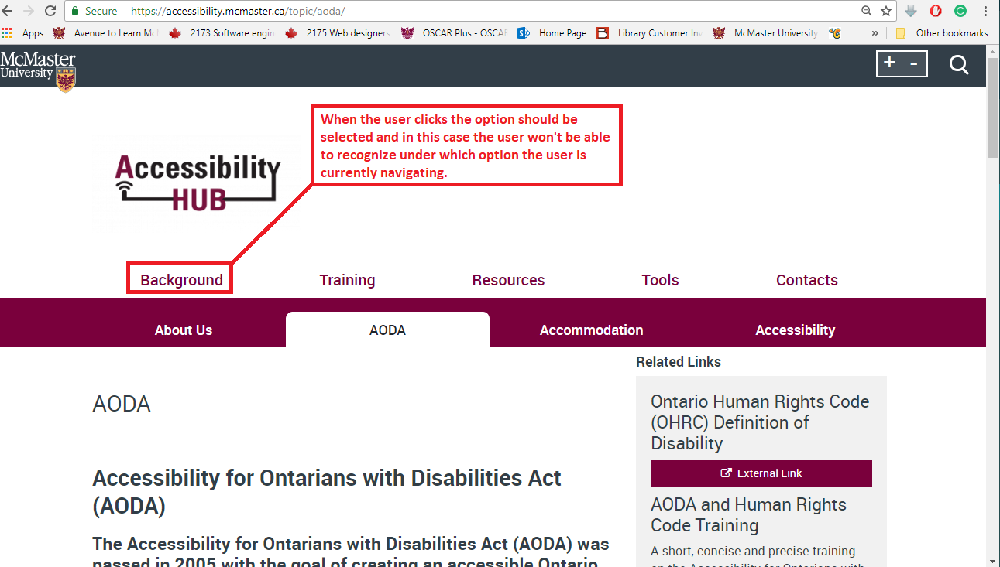 Secure https://accessibility.mcmaster.ca/topic/aoda/
Apps Avenue to Learn Mc 2173 Software engin 2175 Web designers OSCAR Plus - OSCAR Home Page Library Customer Inv McMaster University » Other bookmarks
McMaster
University
+ -
When the user clicks the option should be
selected and in this case the user won't be able
to recognize under which option the user is
currently navigating.
Accessibility
HUB
Background Training Resources Tools Contacts
About Us AODA Accommodation Accessibility
Related Links
AODA
Ontario Human Rights Code
(OHRC) Definition of
Disability
External Link
AODA and Human Rights
Code Training
A short, concise and precise training
on the Accessibility for Ontarians with
Accessibility for Ontarians with Disabilities Act
(AODA)
The Accessibility for Ontarians with Disabilities Act (AODA) was
passed in 2005 with the goal of creating an accessible Ontario